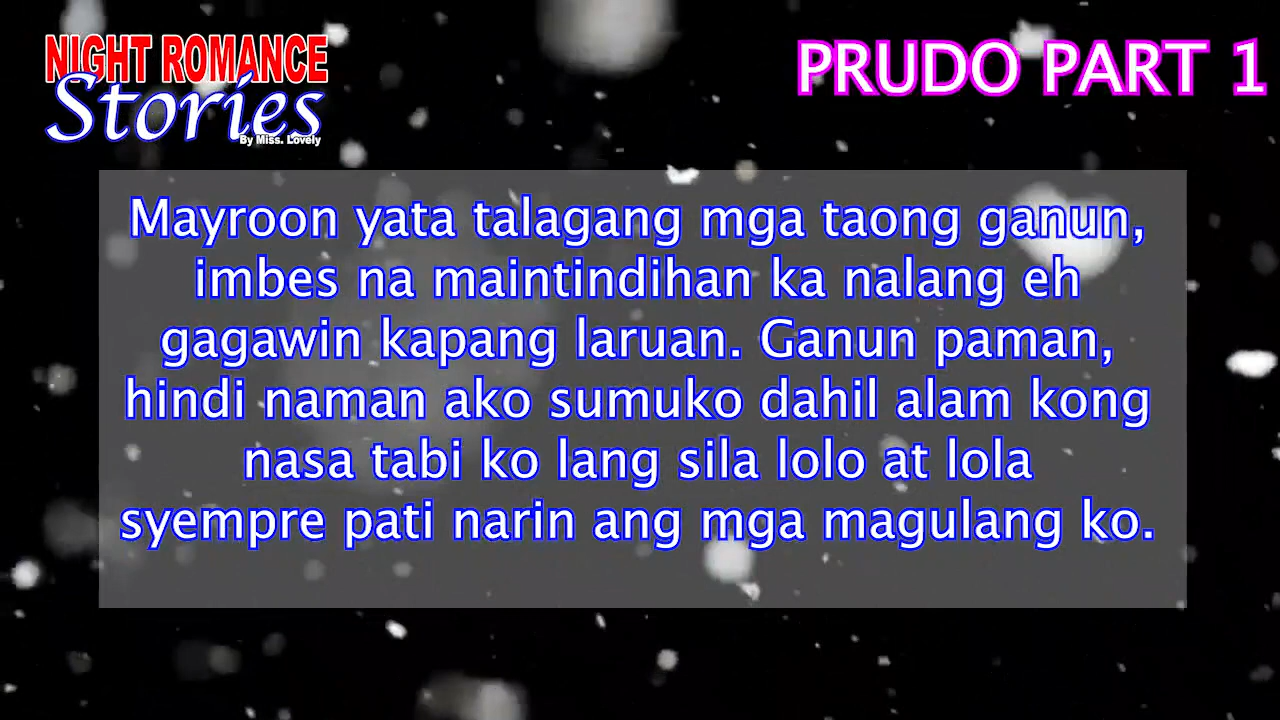 NIGHT ROMANCE
Stories
By Miss. Lovely
PRUDO PART 1
Mayroon yata talagang mga taong ganun,
imbes na maintindihan ka nalang eh
gagawin kapang laruan. Ganun paman,
hindi naman ako sumuko dahil alam kong
nasa tabi ko lang sila lolo at lola
syempre pati narin ang mga magulang ko.